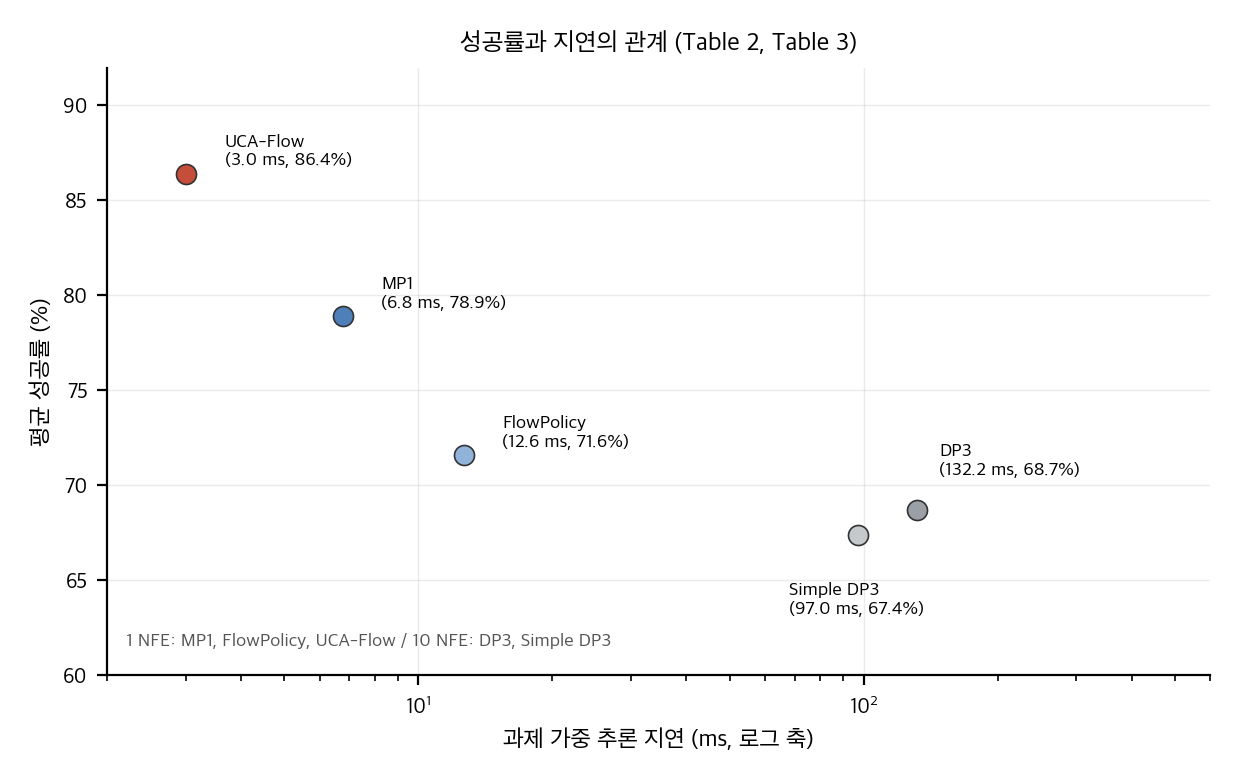 성공률과 지연의 관계 (Table 2, Table 3)
90
85
80
75
70
65
60
평균 성공률 (%)
UCA-Flow
(3.0 ms, 86.4%)
MP1
(6.8 ms, 78.9%)
FlowPolicy
(12.6 ms, 71.6%)
DP3
(132.2 ms, 68.7%)
Simple DP3
(97.0 ms, 67.4%)
1 NFE: MP1, FlowPolicy, UCA-Flow / 10 NFE: DP3, Simple DP3
10¹
10²
과제 가중 추론 지연 (ms, 로그 축)